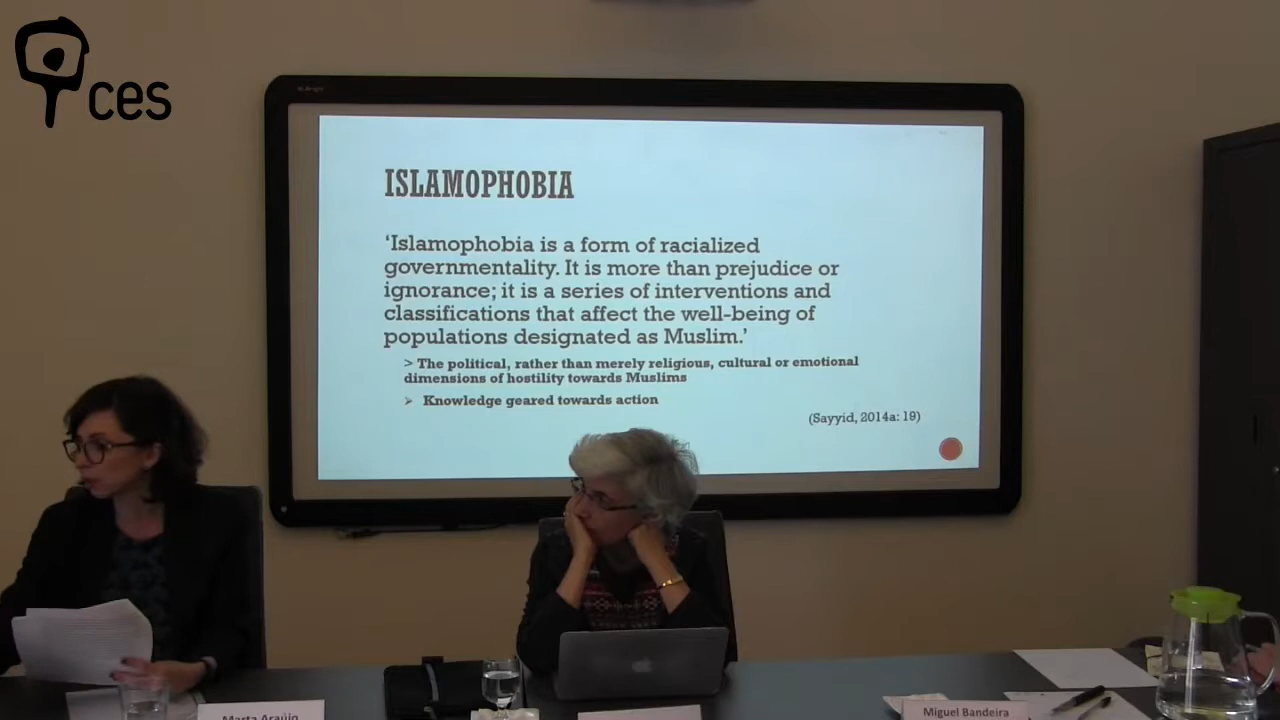 ces
ISLAMOPHOBIA
‘Islamophobia is a form of racialized
governmentality. It is more than prejudice or
ignorance; it is a series of interventions and
classifications that affect the well-being of
populations designated as Muslim.’
> The political, rather than merely religious, cultural or emotional
dimensions of hostility towards Muslims
➢ Knowledge geared towards action
(Sayyid, 2014a: 19)
Marta Araújo
Miguel Bandeira